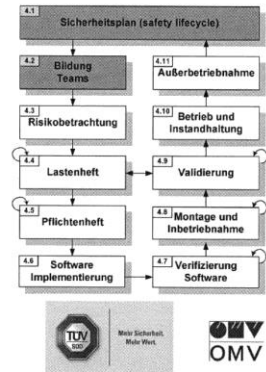 4.1
Sicherheitsplan (safety lifecycle)
4.2
Bildung
Teams
4.11
Außerbetriebnahme
4.3
Risikobetrachtung
4.10
Betrieb und
Instandhaltung
4.4
Lastenheft
4.9
Validierung
4.5
Pflichtenheft
4.8
Montage und
Inbetriebnahme
4.6
Software
Implementierung
4.7
Verifizierung
Software
TÜV
SÜD
Mehr Sicherheit.
Mehr Wert.
OMV
OMV